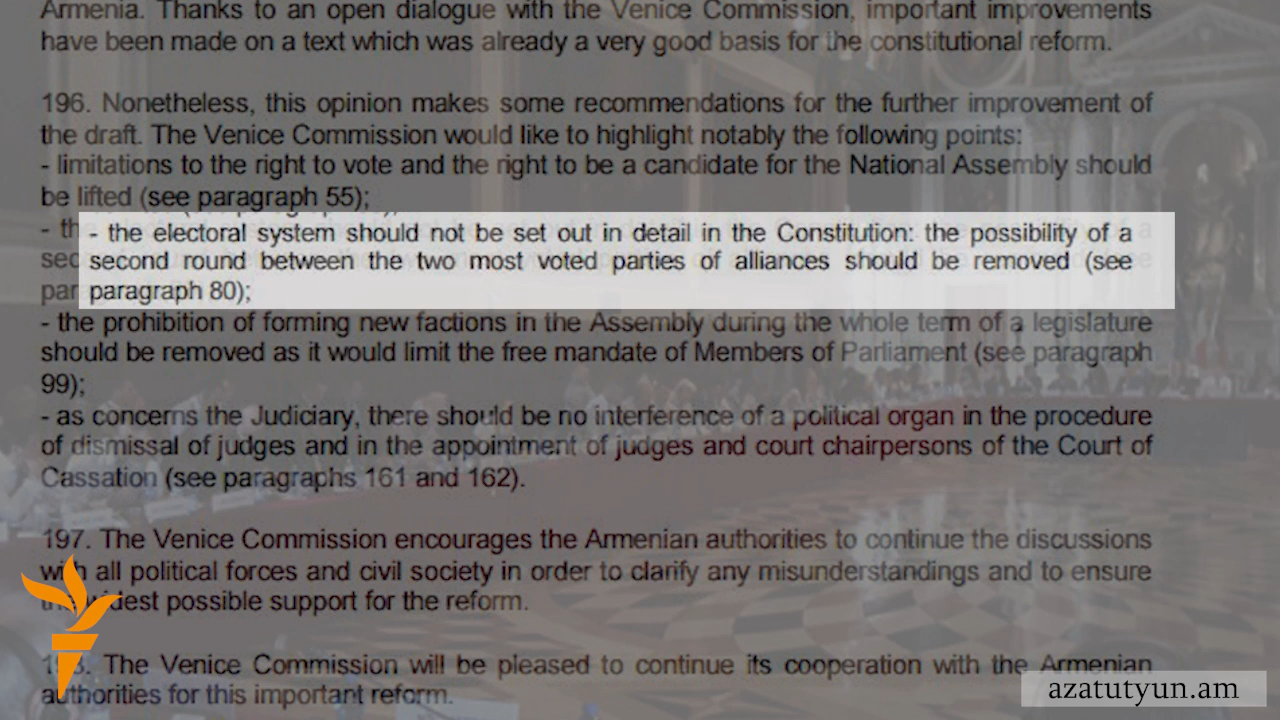 Armenia. Thanks to an open dialogue with the Venice Commission, important improvements
have been made on a text which was already a very good basis for the constitutional reform.
196. Nonetheless, this opinion makes some recommendations for the further improvement of
the draft. The Venice Commission would like to highlight notably the following points:
- limitations to the right to vote and the right to be a candidate for the National Assembly should
be lifted (see paragraph 55);
- the electoral system should not be set out in detail in the Constitution: the possibility of a
second round between the two most voted parties of alliances should be removed (see
paragraph 80);
- the prohibition of forming new factions in the Assembly during the whole term of a legislature
should be removed as it would limit the free mandate of Members of Parliament (see paragraph
99);
- as concerns the Judiciary, there should be no interference of a political organ in the procedure
of dismissal of judges and in the appointment of judges and court chairpersons of the Court of
Cassation (see paragraphs 161 and 162).
197. The Venice Commission encourages the Armenian authorities to continue the discussions
with all political forces and civil society in order to clarify any misunderstandings and to ensure
the widest possible support for the reform.
198. The Venice Commission will be pleased to continue its cooperation with the Armenian
authorities for this important reform.
azatutyun.am